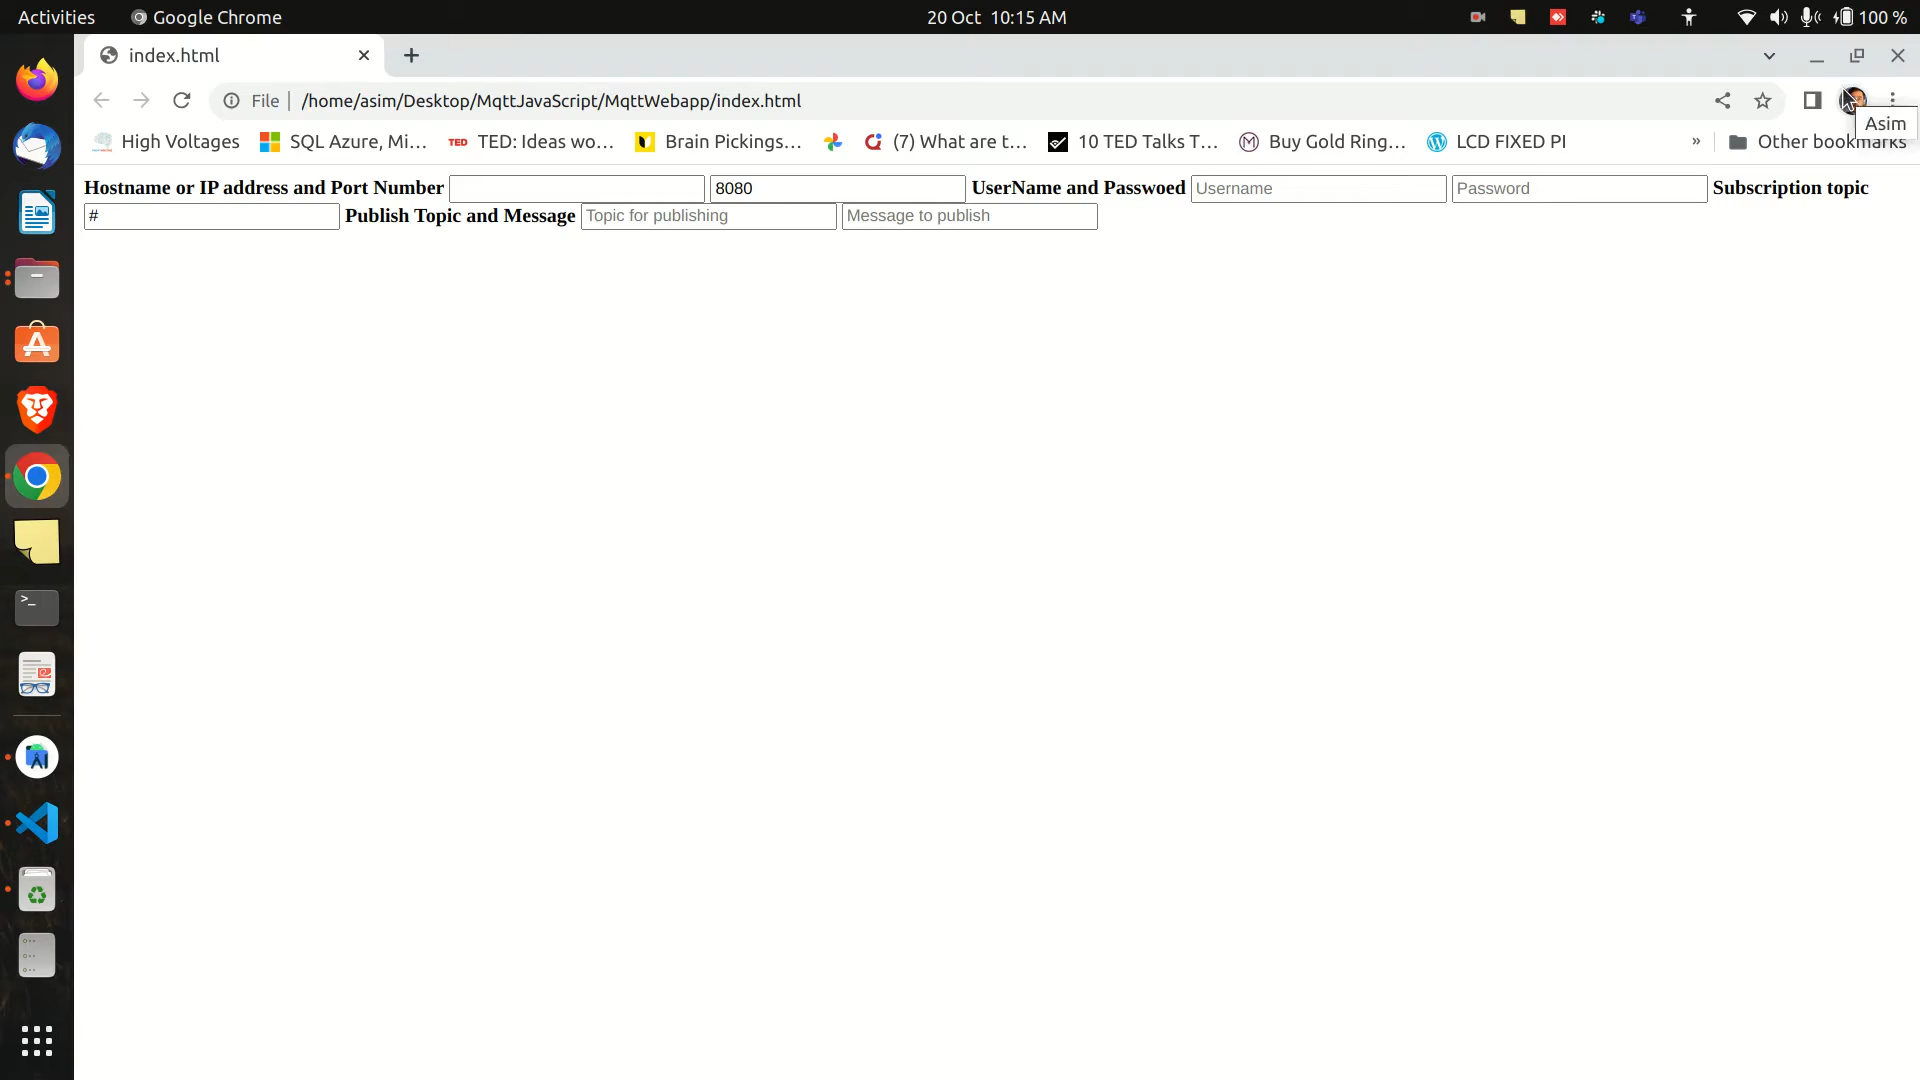 Activities Google Chrome 20 Oct 10:15 AM 100 %
index.html
File /home/asim/Desktop/MqttJavaScript/MqttWebapp/index.html
Asim
High Voltages SQL Azure, Mi... TED TED: Ideas wo... Brain Pickings... (7) What are t... 10 TED Talks T... Buy Gold Ring... LCD FIXED PI » Other bookmarks
Hostname or IP address and Port Number 8080 UserName and Passwoed Username Password Subscription topic
# Publish Topic and Message Topic for publishing Message to publish